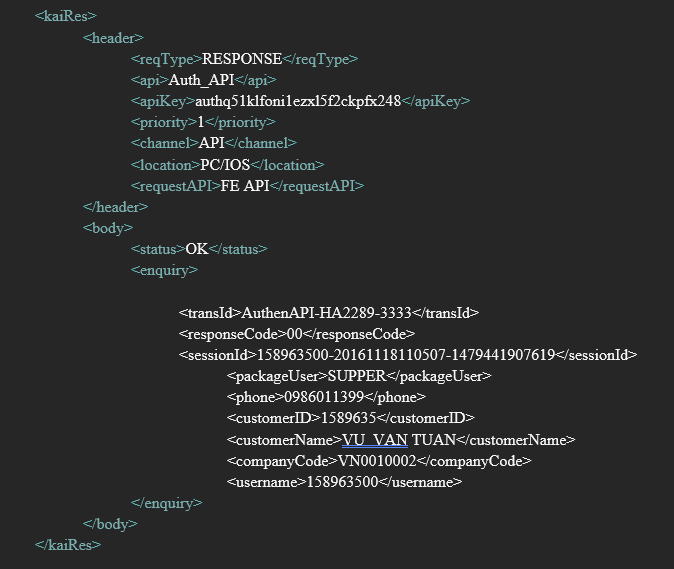 <kaiRes>
<header>
<reqType>RESPONSE</reqType>
<api>Auth_API</api>
<apiKey>authq51klfoni1ezxl5f2ckpfx248</apiKey>
<priority>1</priority>
<channel>API</channel>
<location>PC/IOS</location>
<requestAPI>FE API</requestAPI>
</header>
<body>
<status>OK</status>
<enquiry>
<transId>AuthenAPI-HA2289-3333</transId>
<responseCode>00</responseCode>
<sessionId>158963500-20161118110507-1479441907619</sessionId>
<packageUser>SUPPER</packageUser>
<phone>0986011399</phone>
<customerID>1589635</customerID>
<customerName>VU VAN TUAN</customerName>
<companyCode>VN0010002</companyCode>
<username>158963500</username>
</enquiry>
</body>
</kaiRes>